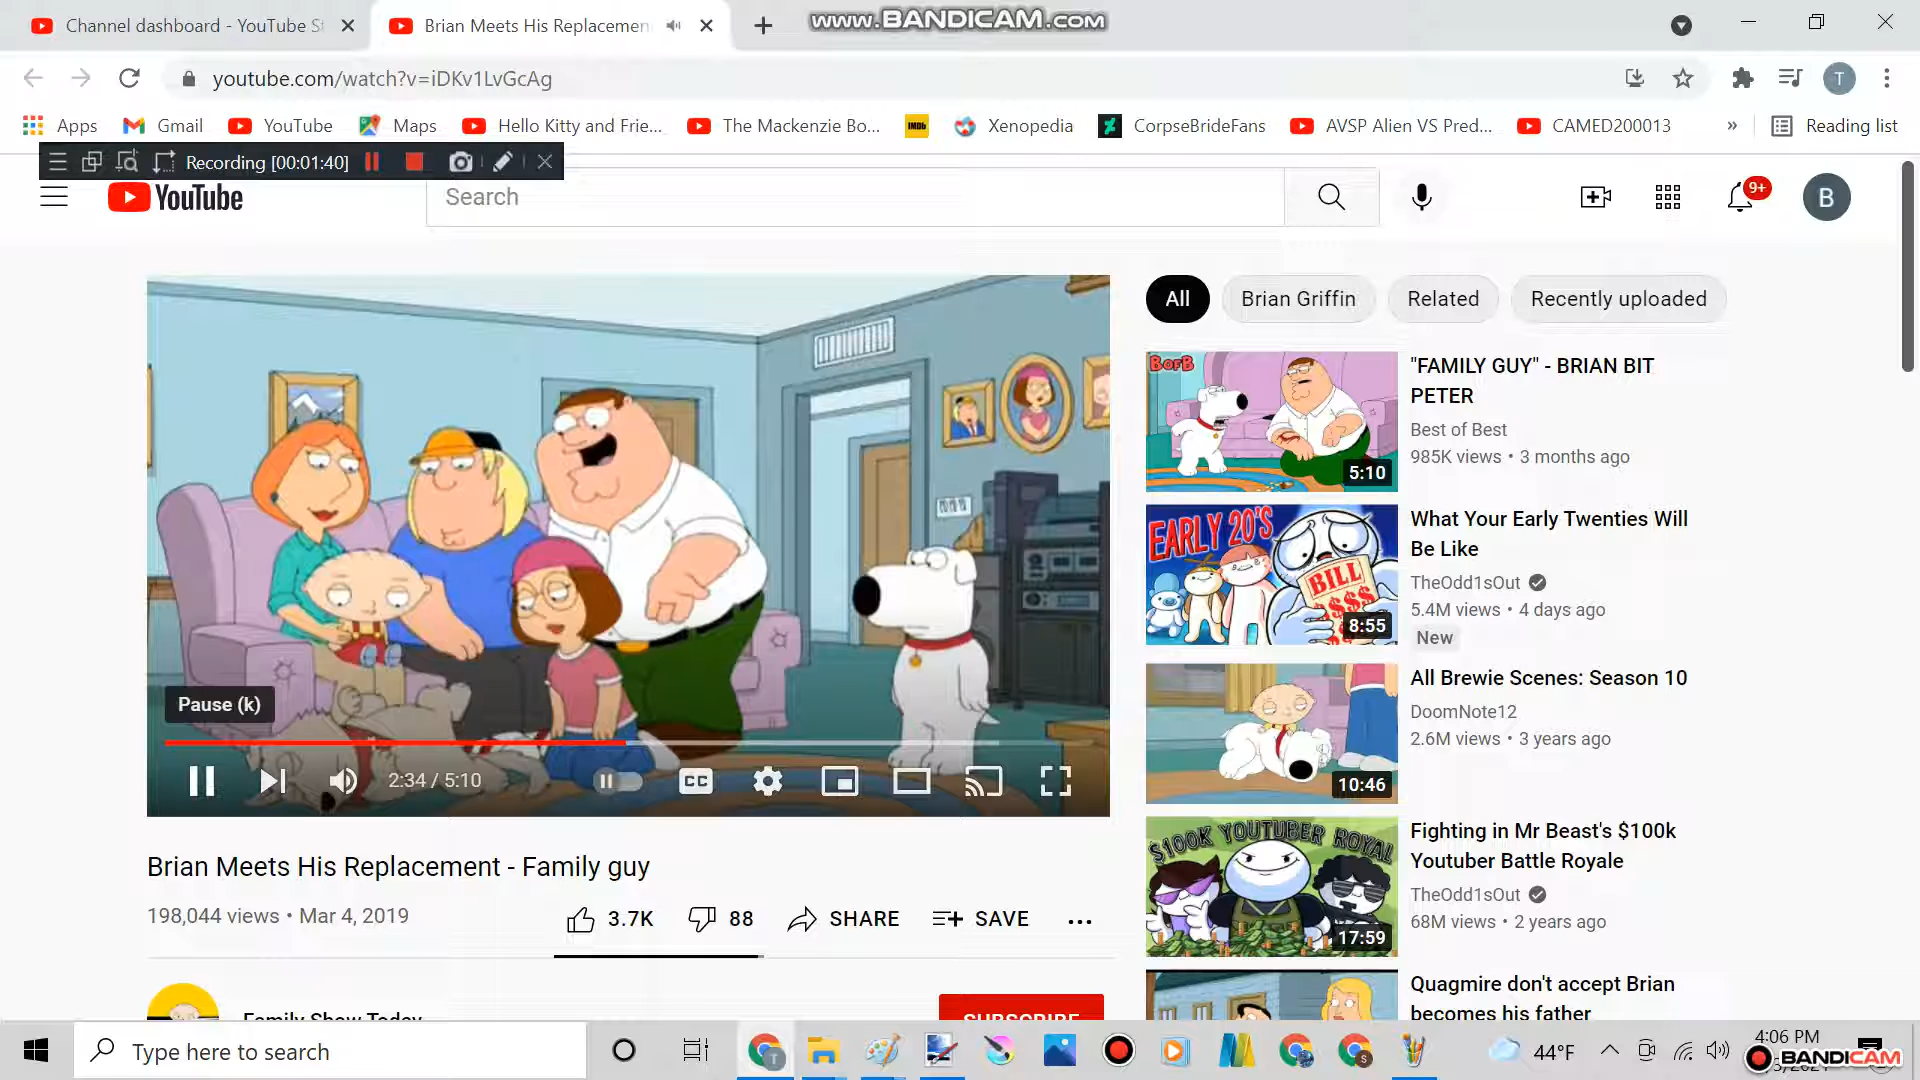 www.BANDICAM.com
Channel dashboard - YouTube St
Brian Meets His Replacemen
youtube.com/watch?v=iDKv1LvGcAg
T
Apps
Gmail
YouTube
Maps
Hello Kitty and Frie...
The Mackenzie Bo...
IMDb
Xenopedia
CorpseBrideFans
AVSP Alien VS Pred...
CAMED200013
»
Reading list
Recording [00:01:40]
YouTube
Search
9+
B
All
Brian Griffin
Related
Recently uploaded
BofB
5:10
"FAMILY GUY" - BRIAN BIT
PETER
Best of Best
985K views • 3 months ago
EARLY 20'S
BILL
$$$$
8:55
What Your Early Twenties Will
Be Like
TheOdd1sOut
5.4M views • 4 days ago
New
10:46
All Brewie Scenes: Season 10
DoomNote12
2.6M views • 3 years ago
$100K YOUTUBER ROYAL
17:59
Fighting in Mr Beast's $100k
Youtuber Battle Royale
TheOdd1sOut
68M views • 2 years ago
Quagmire don't accept Brian
becomes his father
Pause (k)
2:34 / 5:10
CC
Brian Meets His Replacement - Family guy
198,044 views • Mar 4, 2019
3.7K
88
SHARE
SAVE
Family Show Today
SUBSCRIBE
Type here to search
T
S
44°F
4:06 PM
BANDICAM